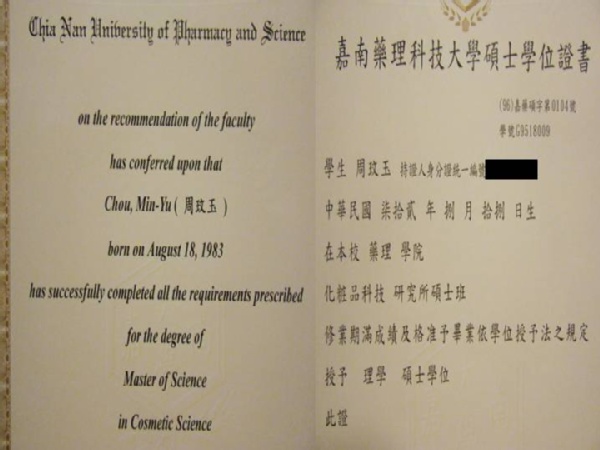 Chia Nan University of Pharmacy and Science
on the recommendation of the faculty
has conferred upon that
Chou, Min-Yu ( 周玟玉 )
born on August 18, 1983
has successfully completed all the requirements prescribed
for the degree of
Master of Science
in Cosmetic Science
嘉南藥理科技大學碩士學位證書
(96)嘉藥碩字第0104號
學號G9518009
學生 周玟玉 持證人身分證統一編號
中華民國 柒拾貳 年 捌 月 拾捌 日生
在本校 藥理 學院
化粧品科技 研究所碩士班
修業期滿成績及格准予畢業依學位授予法之規定
授予 理學 碩士學位
此證